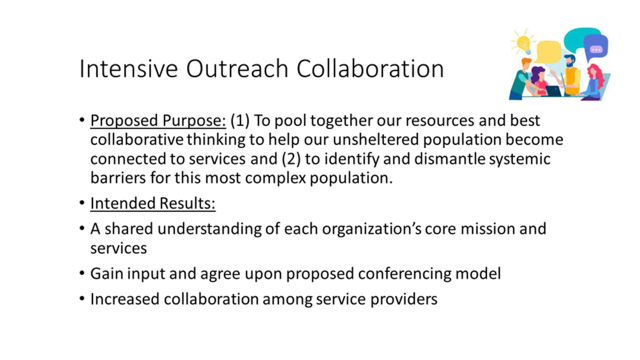 Intensive Outreach Collaboration
• Proposed Purpose: (1) To pool together our resources and best
collaborative thinking to help our unsheltered population become
connected to services and (2) to identify and dismantle systemic
barriers for this most complex population.
• Intended Results:
• A shared understanding of each organization's core mission and
services
• Gain input and agree upon proposed conferencing model
• Increased collaboration among service providers